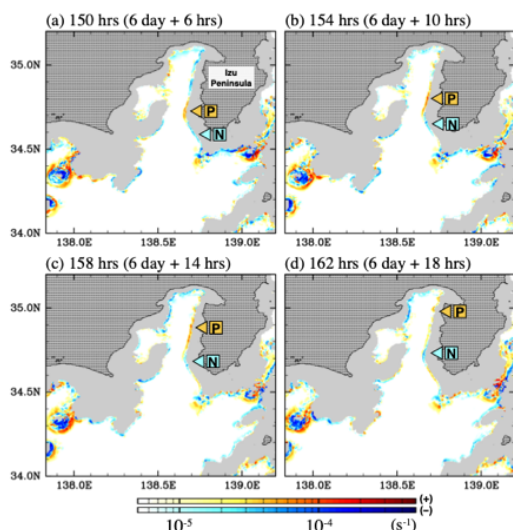 (a) 150 hrs (6 day + 6 hrs)
(b) 154 hrs (6 day + 10 hrs)
35.0N
34.5N
34.0N
Izu
Peninsula
P
N
P
N
138.0E 138.5E 139.0E
138.0E 138.5E 139.0E
(c) 158 hrs (6 day + 14 hrs)
(d) 162 hrs (6 day + 18 hrs)
35.0N
34.5N
34.0N
P
N
P
N
138.0E 138.5E 139.0E
138.0E 138.5E 139.0E
(+)
(−)
10⁻⁵ 10⁻⁴ (s⁻¹)